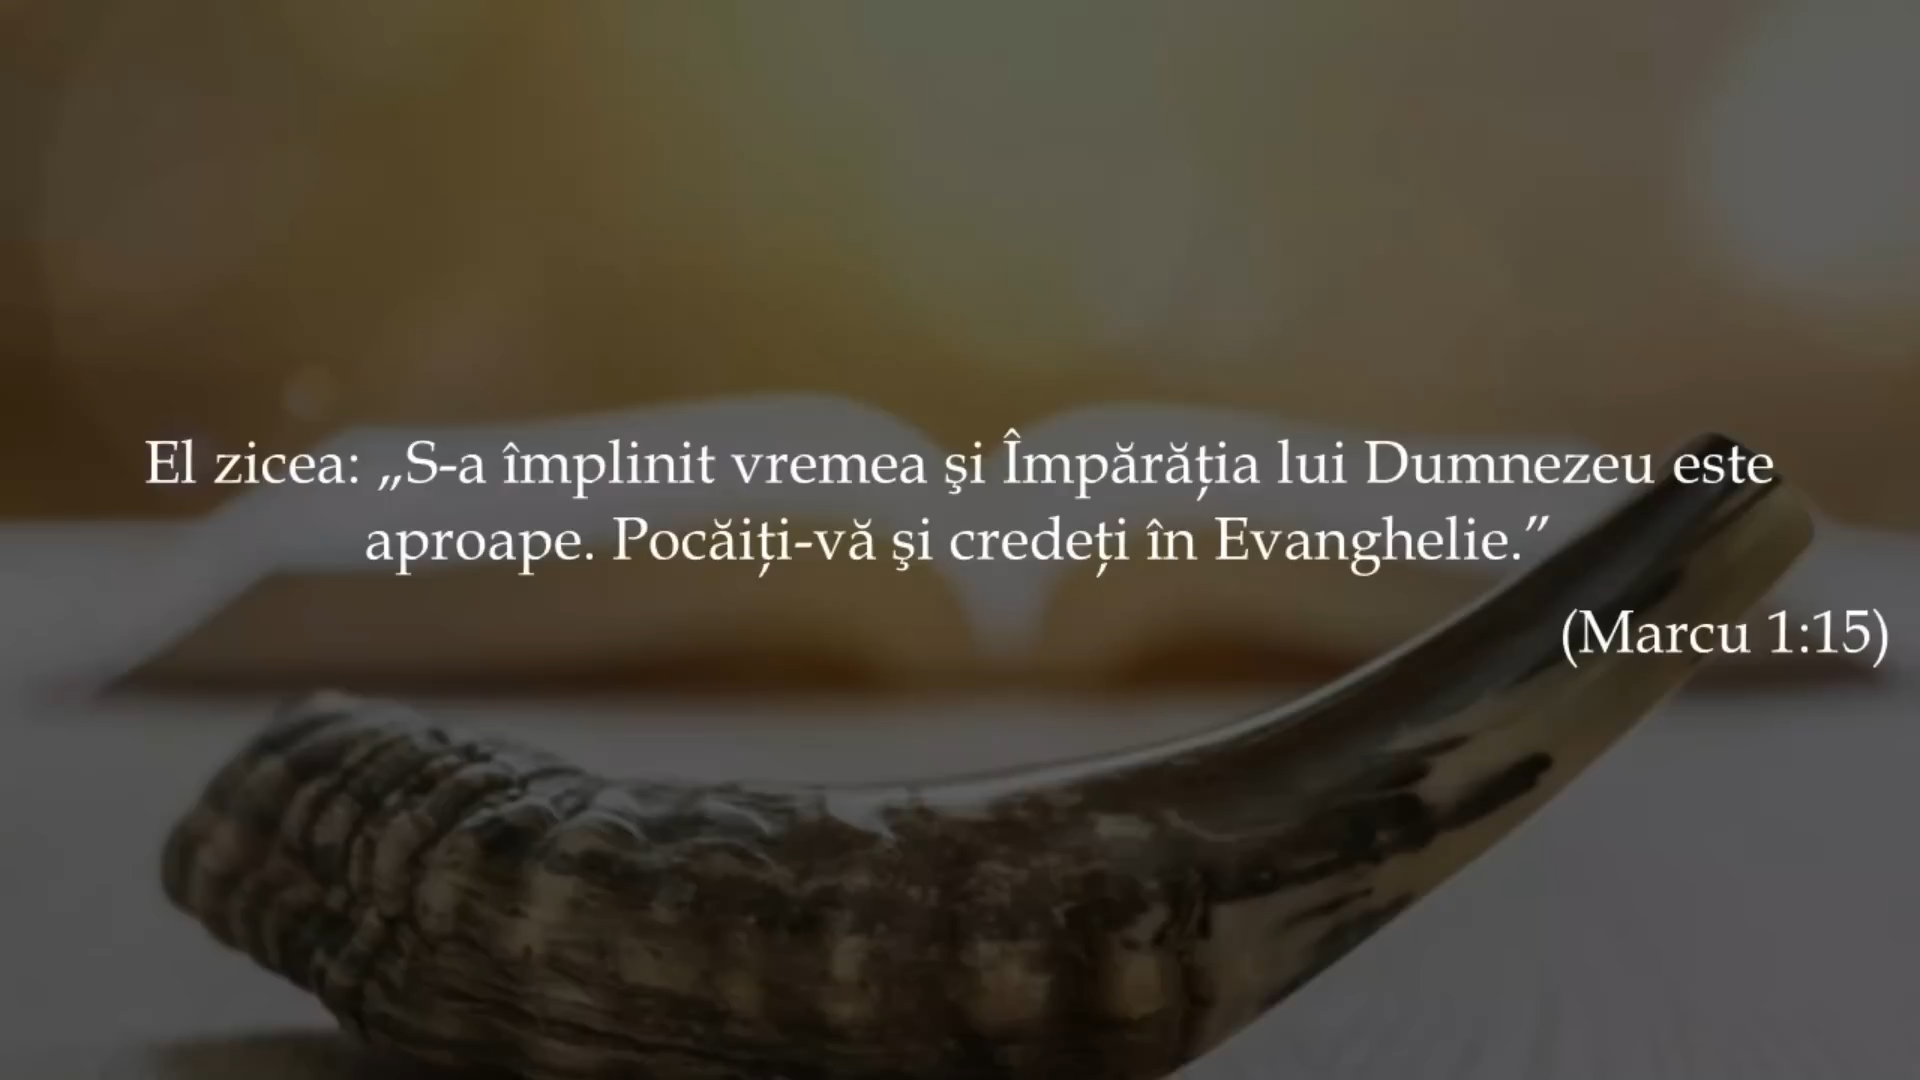 El zicea: „S-a împlinit vremea şi Împărăția lui Dumnezeu este
aproape. Pocăiți-vă şi credeți în Evanghelie.”
(Marcu 1:15)